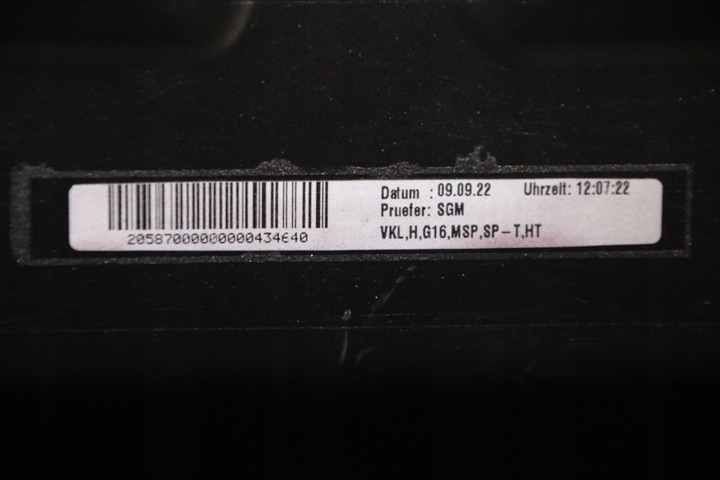 Datum : 09.09.22 Uhrzeit: 12:07:22
Pruefer: SGM
VKL,H,G16,MSP,SP-T,HT
20587000000000434640